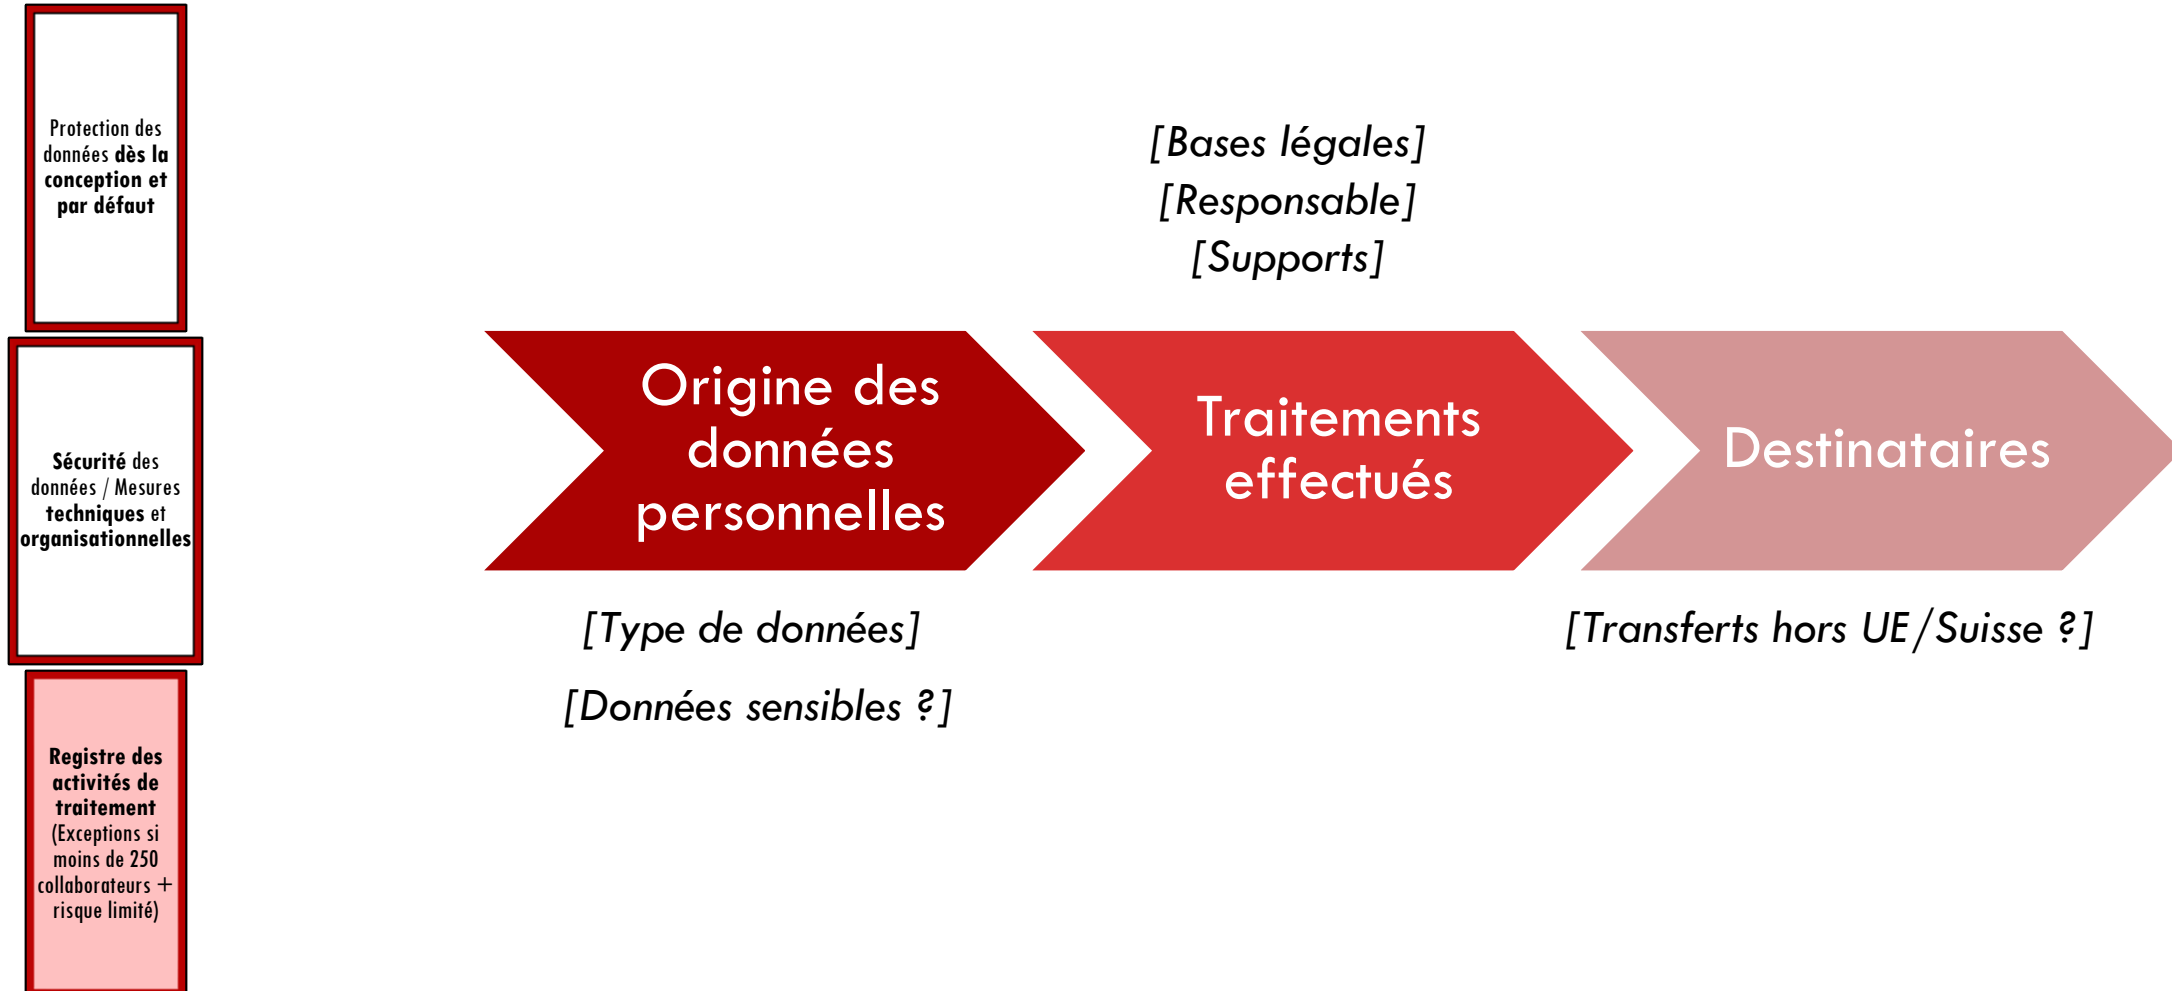 Protection des
données dès la
conception et
par défaut
Sécurité des
données / Mesures
techniques et
organisationnelles
Registre des
activités de
traitement
(Exceptions si
moins de 250
collaborateurs +
risque limité)
[Bases légales]
[Responsable]
[Supports]
Origine des
données
personnelles
Traitements
effectués
Destinataires
[Type de données]
[Données sensibles ?]
[Transferts hors UE/Suisse ?]